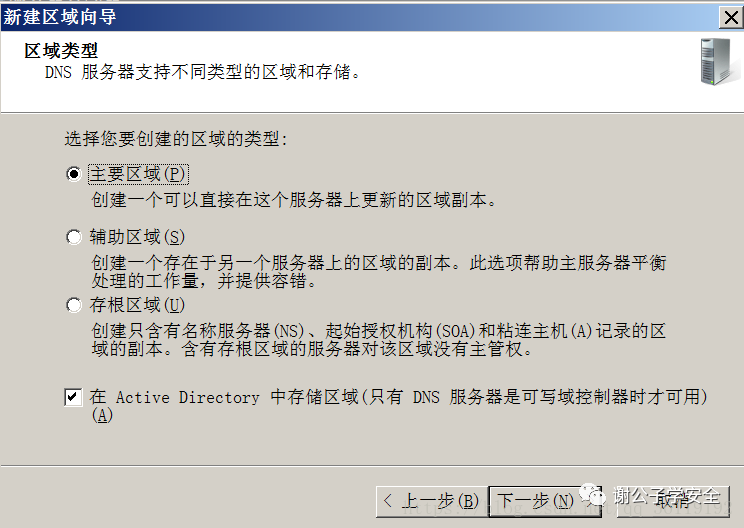 新建区域向导
区域类型
DNS 服务器支持不同类型的区域和存储。
选择您要创建的区域的类型:
主要区域(P)
创建一个可以直接在这个服务器上更新的区域副本。
辅助区域(S)
创建一个存在于另一个服务器上的区域的副本。此选项帮助主服务器平衡
处理的工作量，并提供容错。
存根区域(U)
创建只含有名称服务器(NS)、起始授权机构(SOA)和粘连主机(A)记录的区
域的副本。含有存根区域的服务器对该区域没有主管权。
在 Active Directory 中存储区域(只有 DNS 服务器是可写域控制器时才可用)
(A)
< 上一步(B) 下一步(N) 取消
谢公子学安全